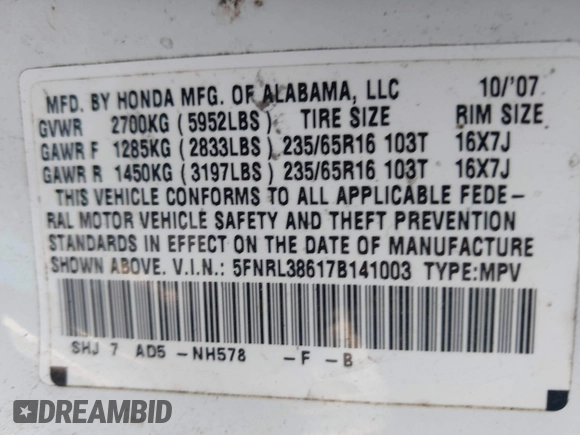 MFD. BY HONDA MFG. OF ALABAMA, LLC 10/'07
GVWR 2700KG (5952LBS) TIRE SIZE RIM SIZE
GAWR F 1285KG (2833LBS) 235/65R16 103T 16X7J
GAWR R 1450KG (3197LBS) 235/65R16 103T 16X7J
THIS VEHICLE CONFORMS TO ALL APPLICABLE FEDE-
RAL MOTOR VEHICLE SAFETY AND THEFT PREVENTION
STANDARDS IN EFFECT ON THE DATE OF MANUFACTURE
SHOWN ABOVE. V.I.N.: 5FNRL38617B141003 TYPE:MPV
SHJ 7 AD5 -NH578 -F -B
DREAMBID